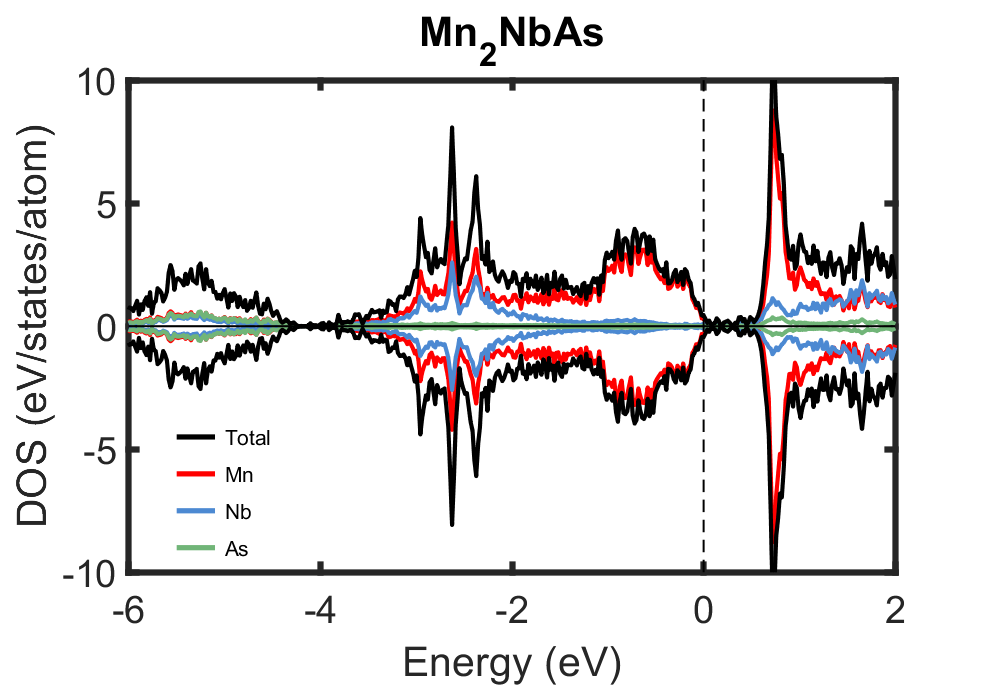 Mn2NbAs
10
5
0
-5
-10
DOS (eV/states/atom)
Total
Mn
Nb
As
-6 -4 -2 0 2
Energy (eV)